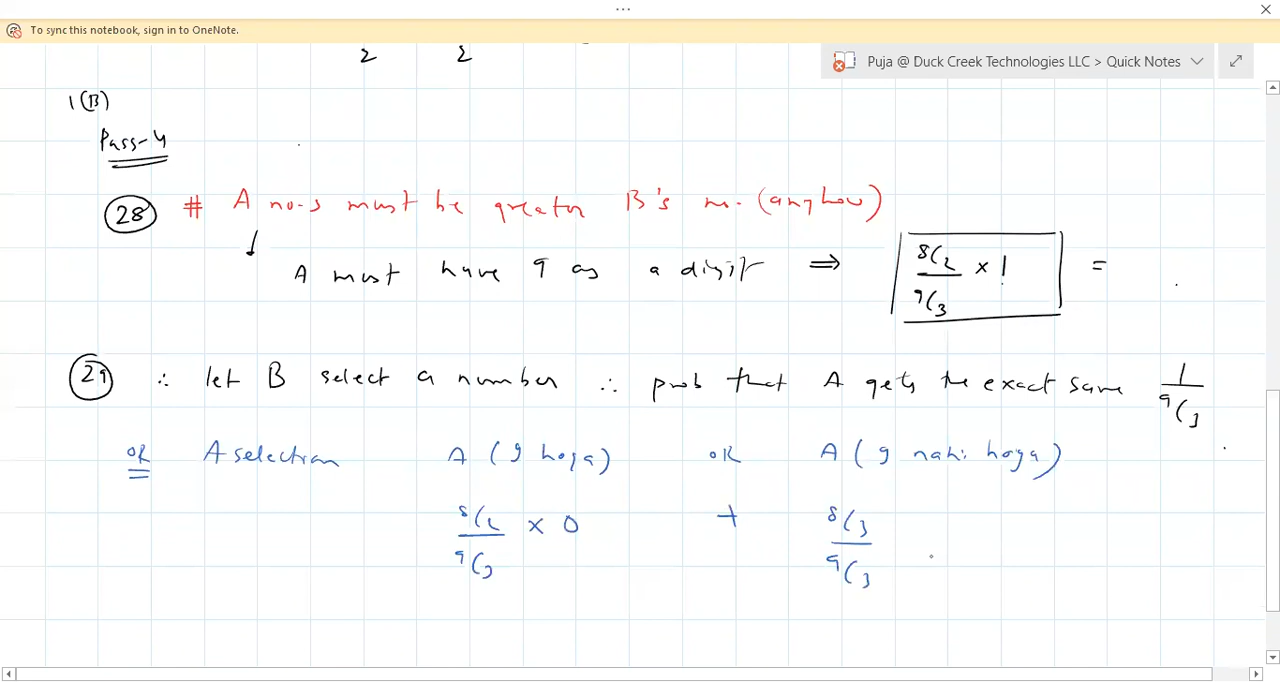 ...
To sync this notebook, sign in to OneNote.
Puja @ Duck Creek Technologies LLC > Quick Notes
2 2
1(B)
Pass-4
28 # A no-s must be greater B's no. (anyhow)
A must have 9 as a digit ⇒ 8C2/9C3 × 1 =
29 ∴ let B select a number ∴ prob that A gets the exact same 1/9C3
OR A selection A (9 hoga) OR A (9 nahi hoga)
8C2/9C3 × 0 + 8C3/9C3